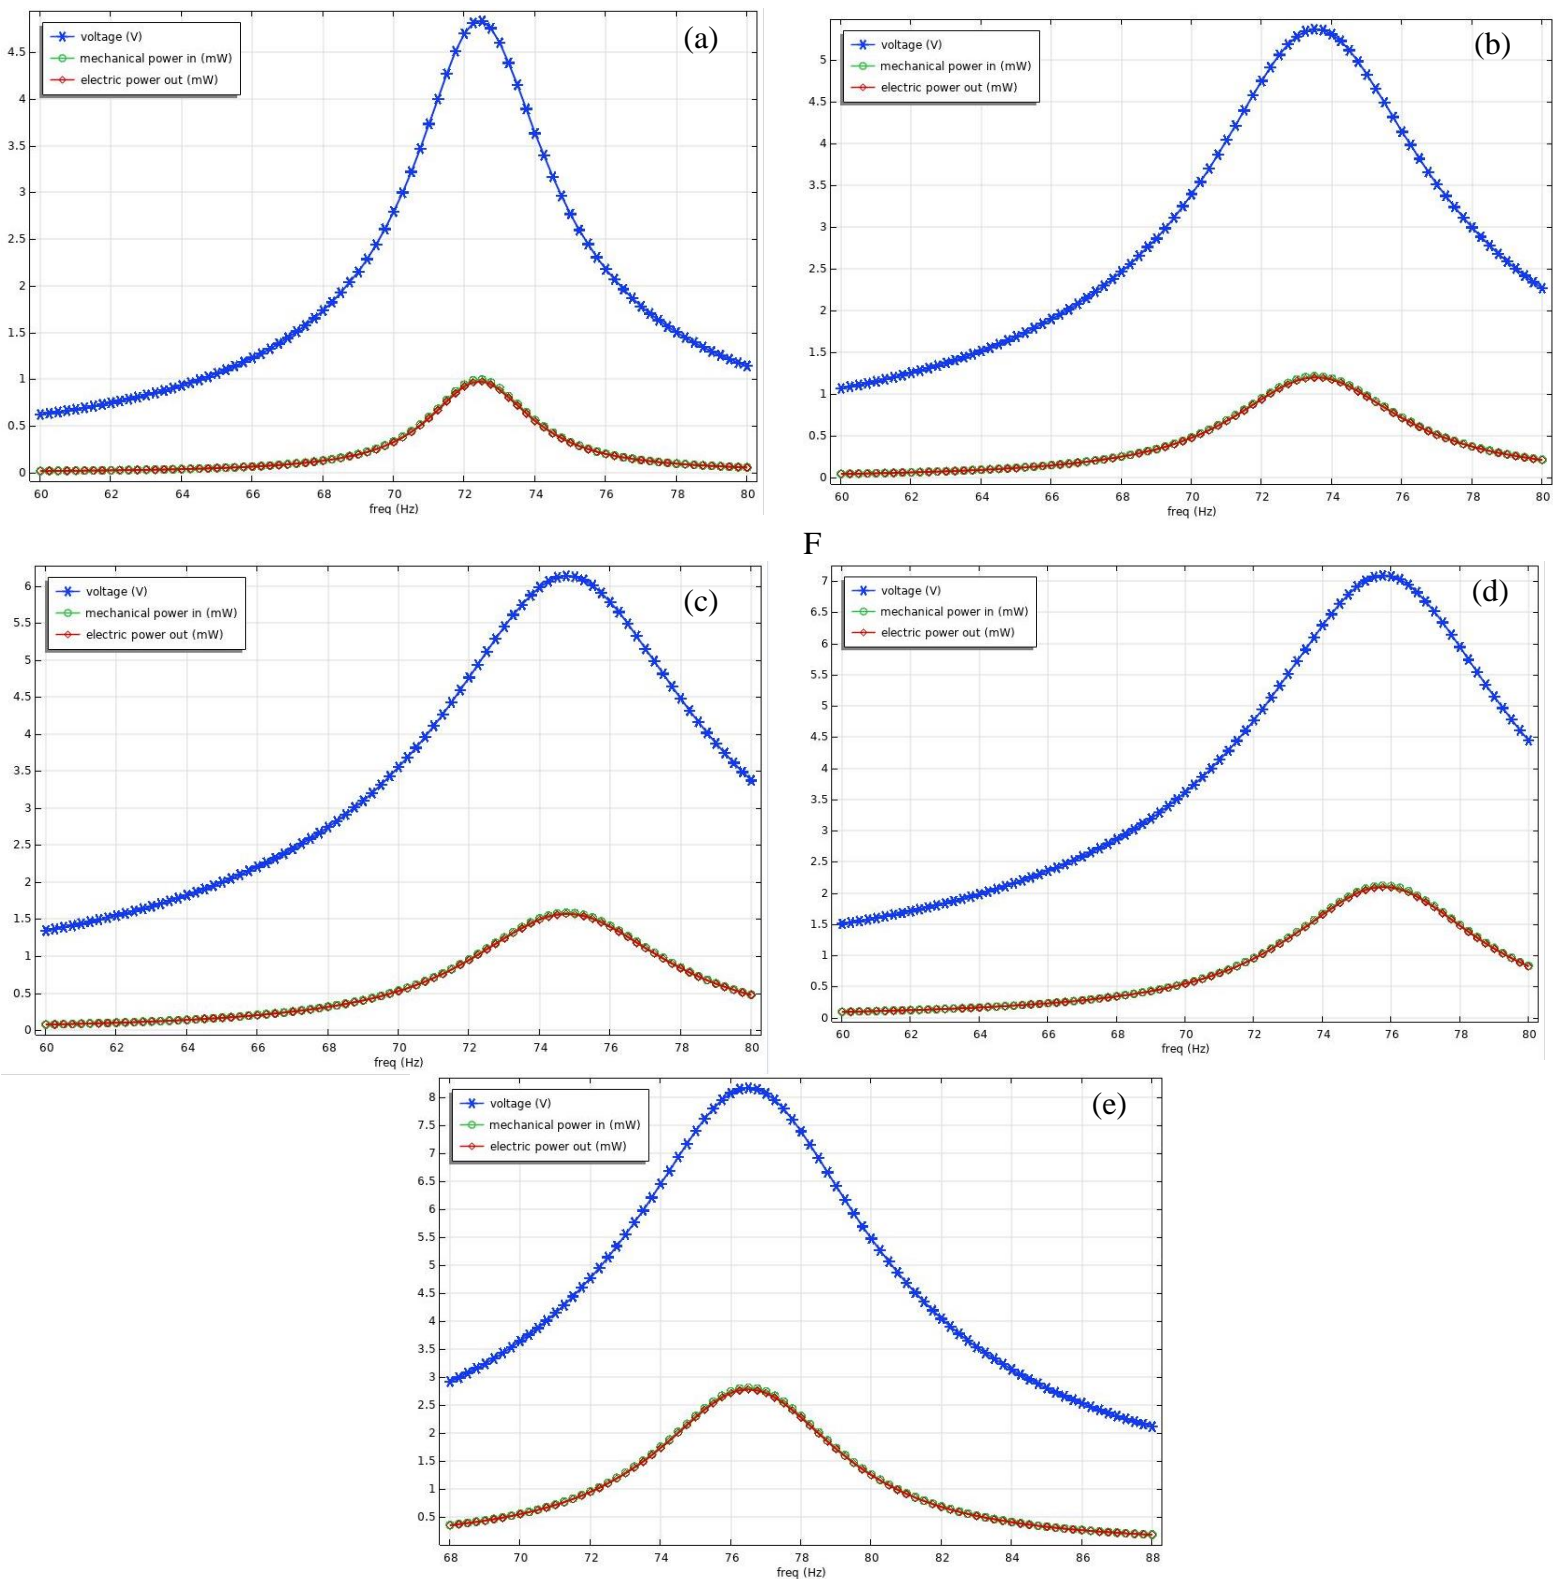 (a)
voltage (V)
mechanical power in (mW)
electric power out (mW)
4.5
4
3.5
3
2.5
2
1.5
1
0.5
0
60 62 64 66 68 70 72 74 76 78 80
freq (Hz)
(b)
voltage (V)
mechanical power in (mW)
electric power out (mW)
5
4.5
4
3.5
3
2.5
2
1.5
1
0.5
0
60 62 64 66 68 70 72 74 76 78 80
freq (Hz)
F
(c)
voltage (V)
mechanical power in (mW)
electric power out (mW)
6
5.5
5
4.5
4
3.5
3
2.5
2
1.5
1
0.5
0
60 62 64 66 68 70 72 74 76 78 80
freq (Hz)
(d)
voltage (V)
mechanical power in (mW)
electric power out (mW)
7
6.5
6
5.5
5
4.5
4
3.5
3
2.5
2
1.5
1
0.5
0
60 62 64 66 68 70 72 74 76 78 80
freq (Hz)
(e)
voltage (V)
mechanical power in (mW)
electric power out (mW)
8
7.5
7
6.5
6
5.5
5
4.5
4
3.5
3
2.5
2
1.5
1
0.5
68 70 72 74 76 78 80 82 84 86 88
freq (Hz)